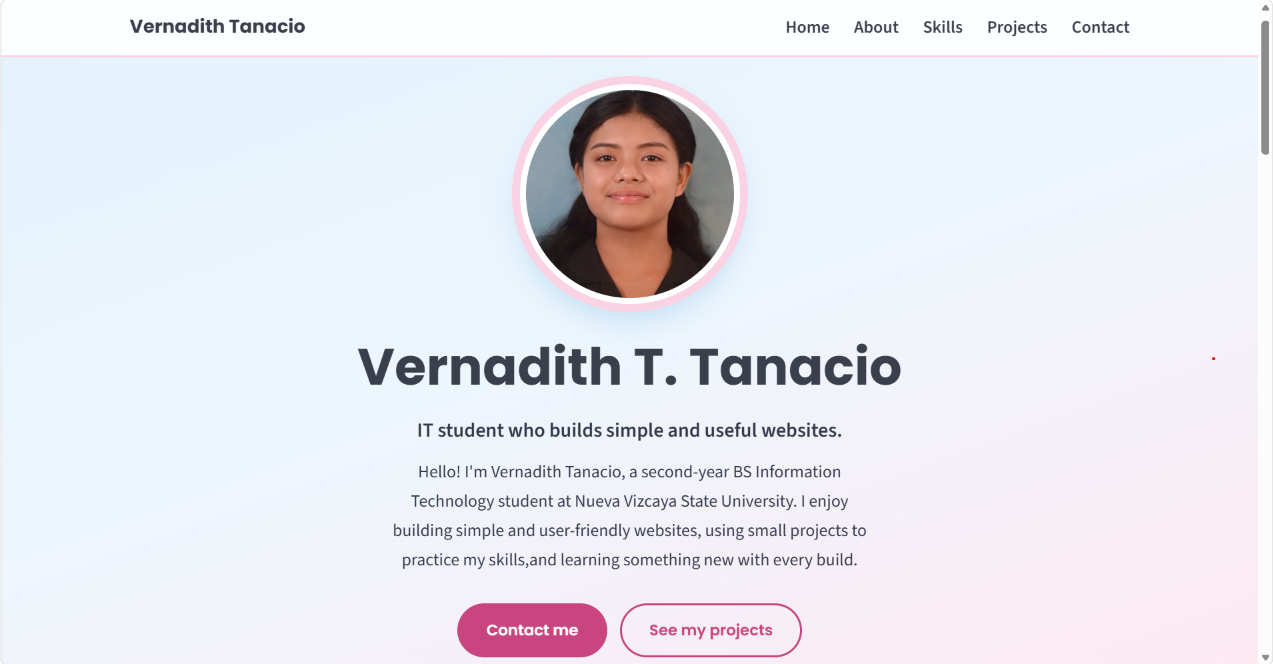 Vernadith Tanacio
Home About Skills Projects Contact
Vernadith T. Tanacio
IT student who builds simple and useful websites.
Hello! I'm Vernadith Tanacio, a second-year BS Information
Technology student at Nueva Vizcaya State University. I enjoy
building simple and user-friendly websites, using small projects to
practice my skills,and learning something new with every build.
Contact me
See my projects